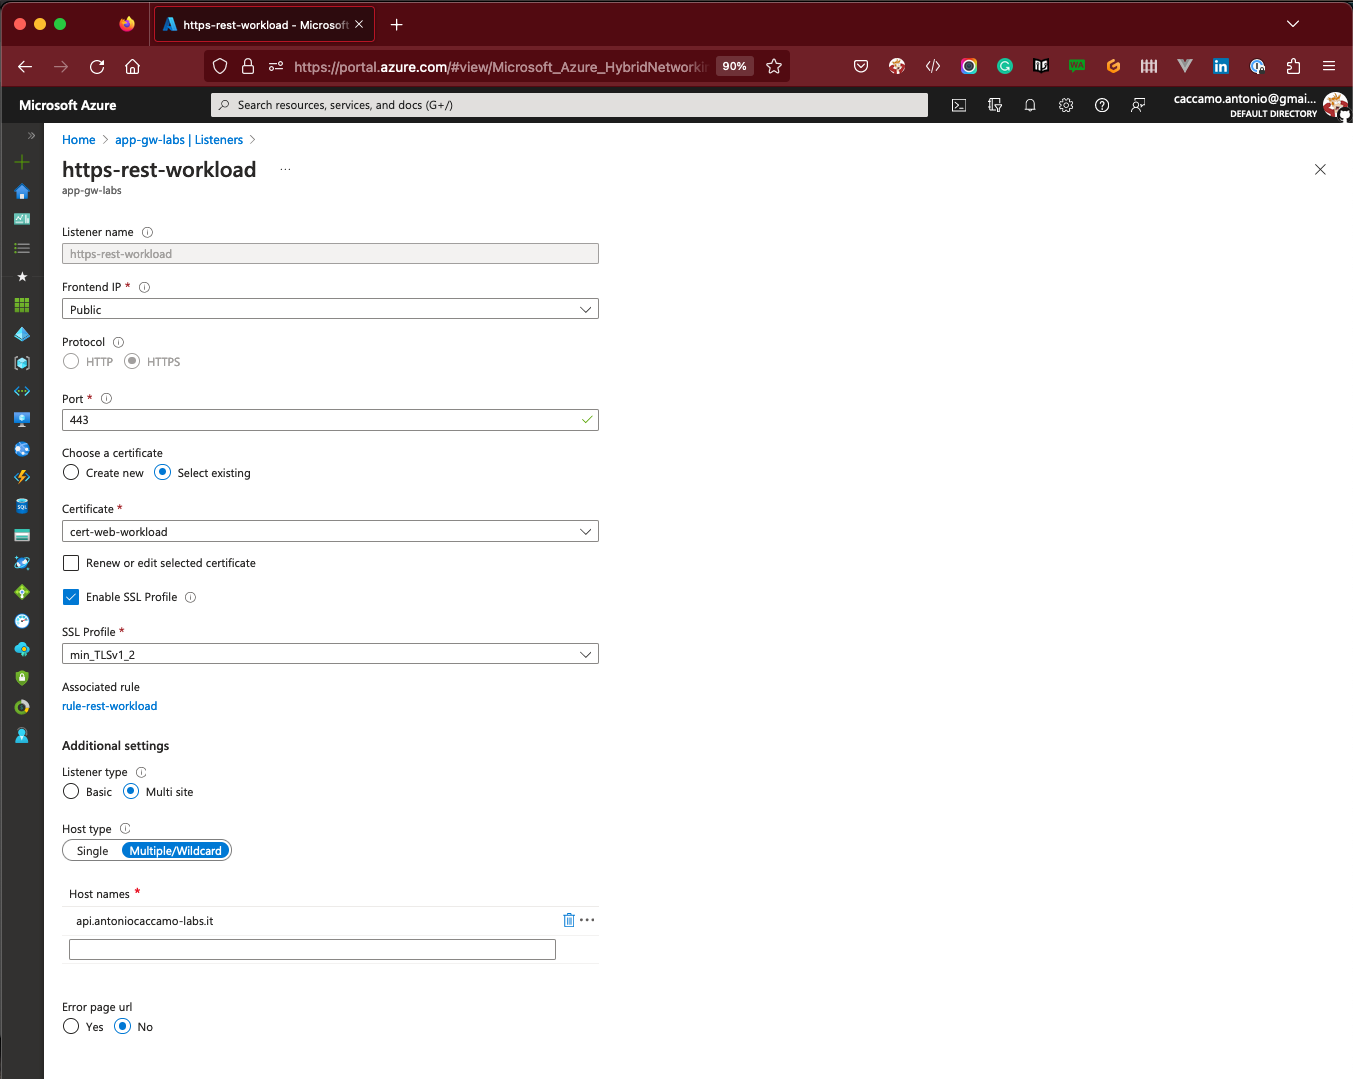 https-rest-workload - Microsoft
https://portal.azure.com/#view/Microsoft_Azure_HybridNetworkin
90%
Microsoft Azure
Search resources, services, and docs (G+/)
caccamo.antonio@gmai...
DEFAULT DIRECTORY
Home > app-gw-labs | Listeners >
https-rest-workload ...
app-gw-labs
Listener name
https-rest-workload
Frontend IP *
Public
Protocol
HTTP HTTPS
Port *
443
Choose a certificate
Create new Select existing
Certificate *
cert-web-workload
Renew or edit selected certificate
Enable SSL Profile
SSL Profile *
min_TLSv1_2
Associated rule
rule-rest-workload
Additional settings
Listener type
Basic Multi site
Host type
Single Multiple/Wildcard
Host names *
api.antoniocaccamo-labs.it
Error page url
Yes No